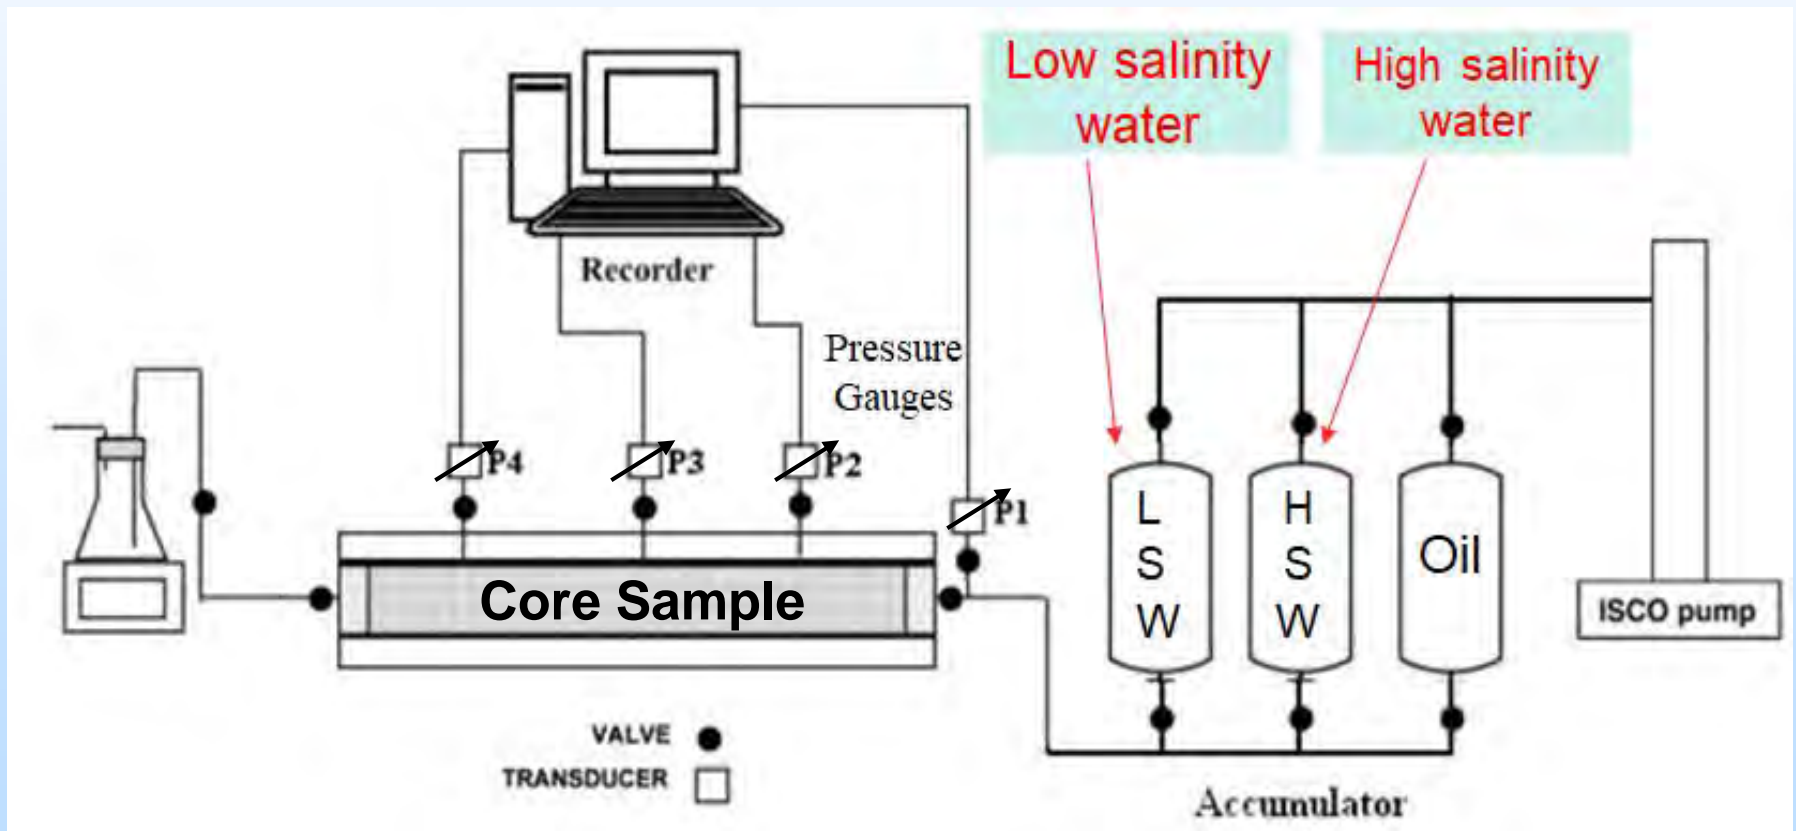 Low salinity
water
High salinity
water
Recorder
Pressure
Gauges
P4
P3
P2
P1
L
S
W
H
S
W
Oil
Core Sample
ISCO pump
VALVE
TRANSDUCER
Accumulator